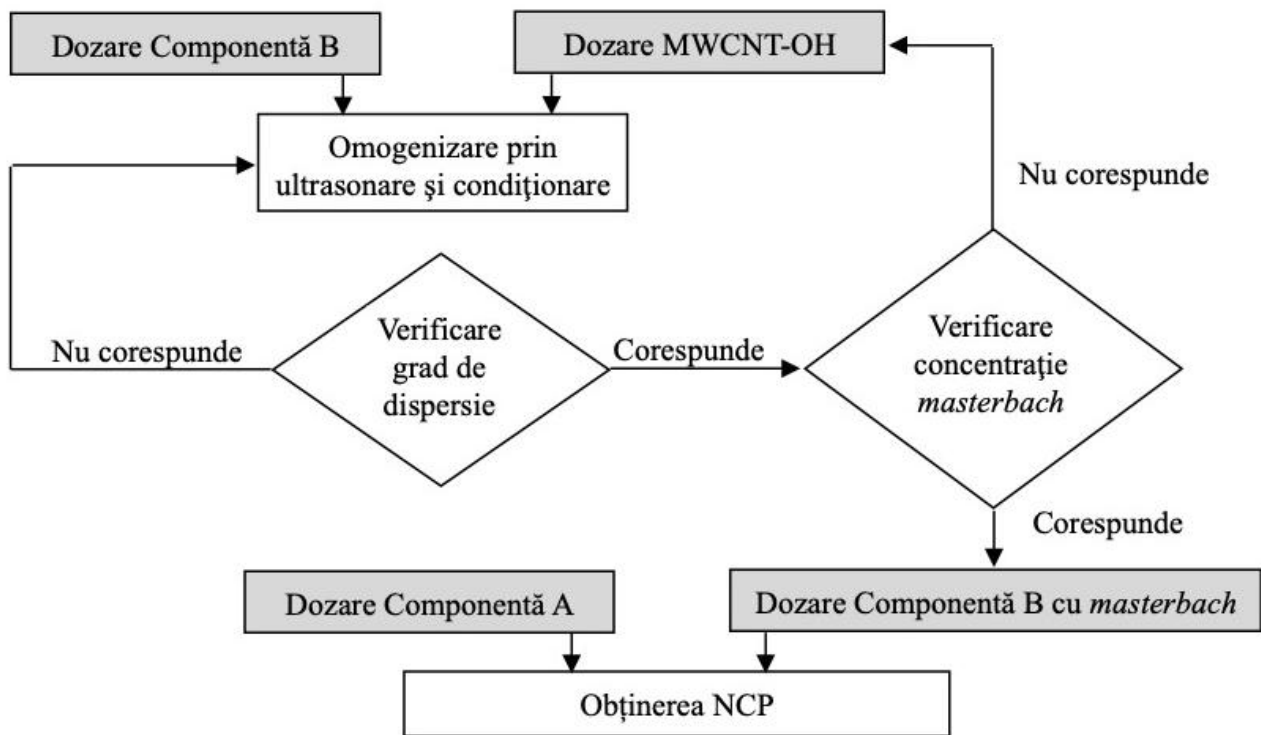 Dozare Componentă B
Dozare MWCNT-OH
Omogenizare prin
ultrasonare şi condiţionare
Nu corespunde
Verificare
grad de
dispersie
Nu corespunde
Corespunde
Verificare
concentraţie
masterbach
Corespunde
Dozare Componentă A
Dozare Componentă B cu masterbach
Obținerea NCP